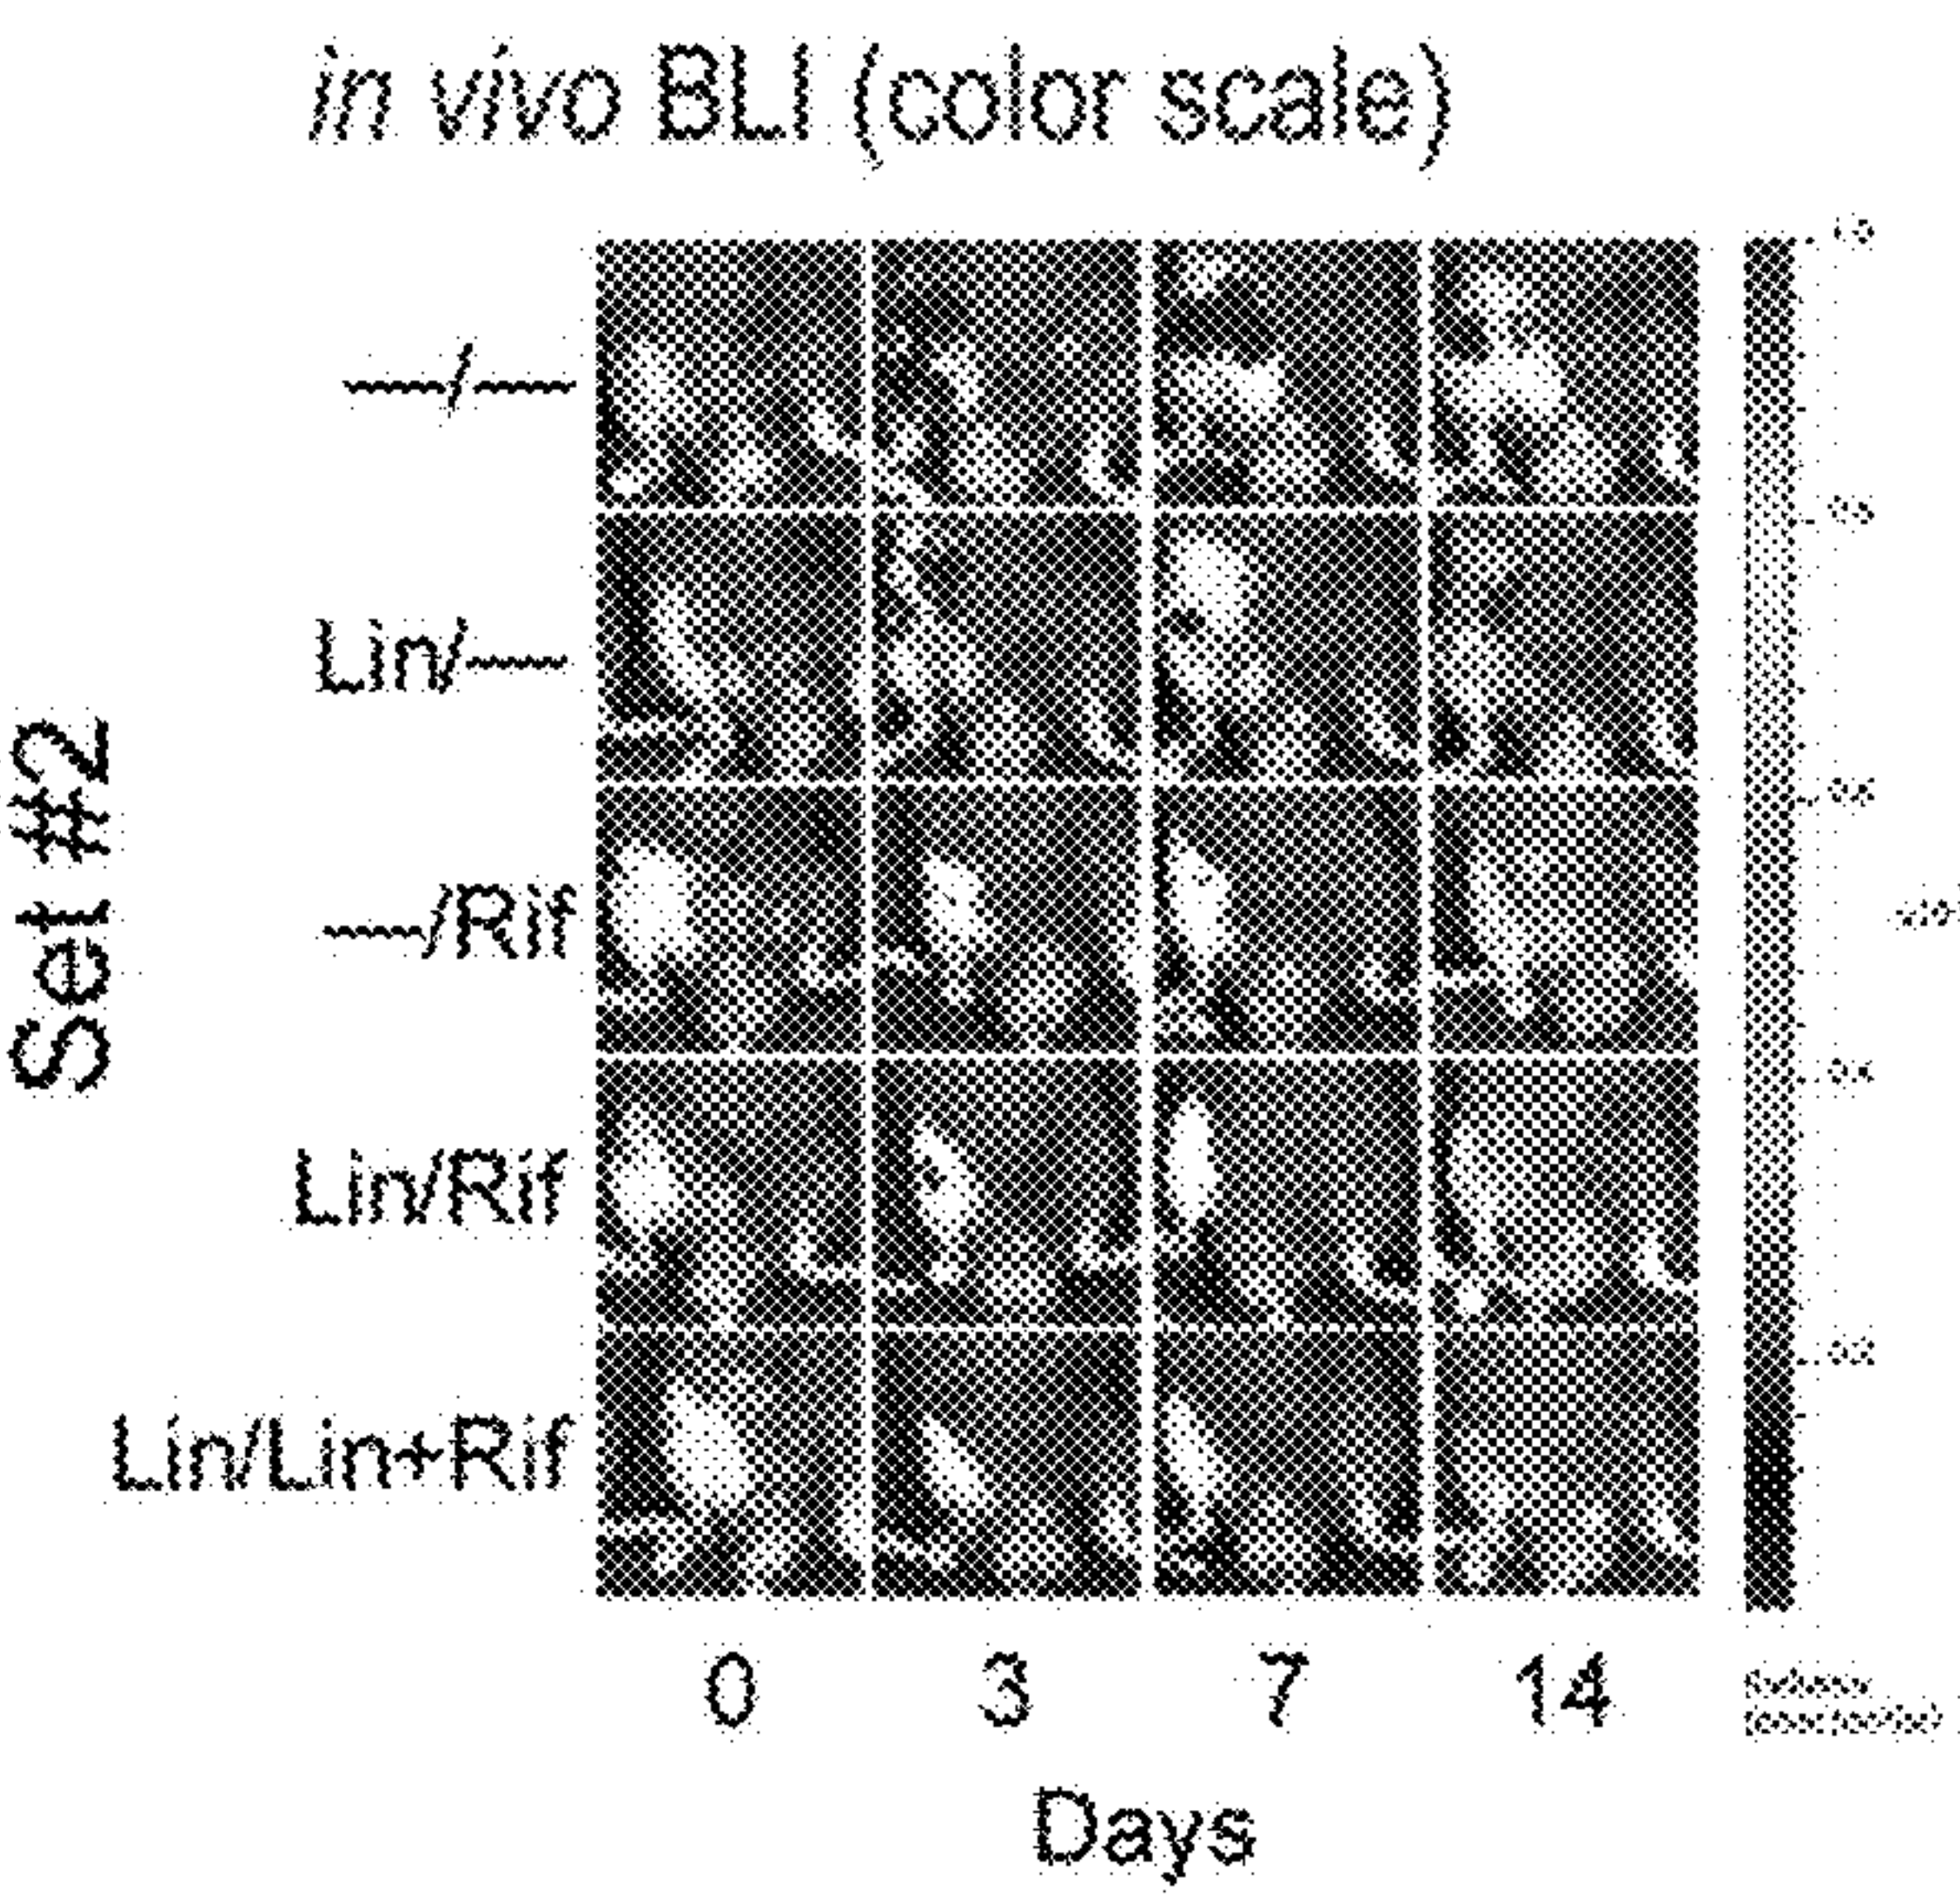 in vivo BLI (color scale)
Set #2
—/—
Lin/—
—/Rif
Lin/Rif
Lin/Lin+Rif
0 3 7 14
Days